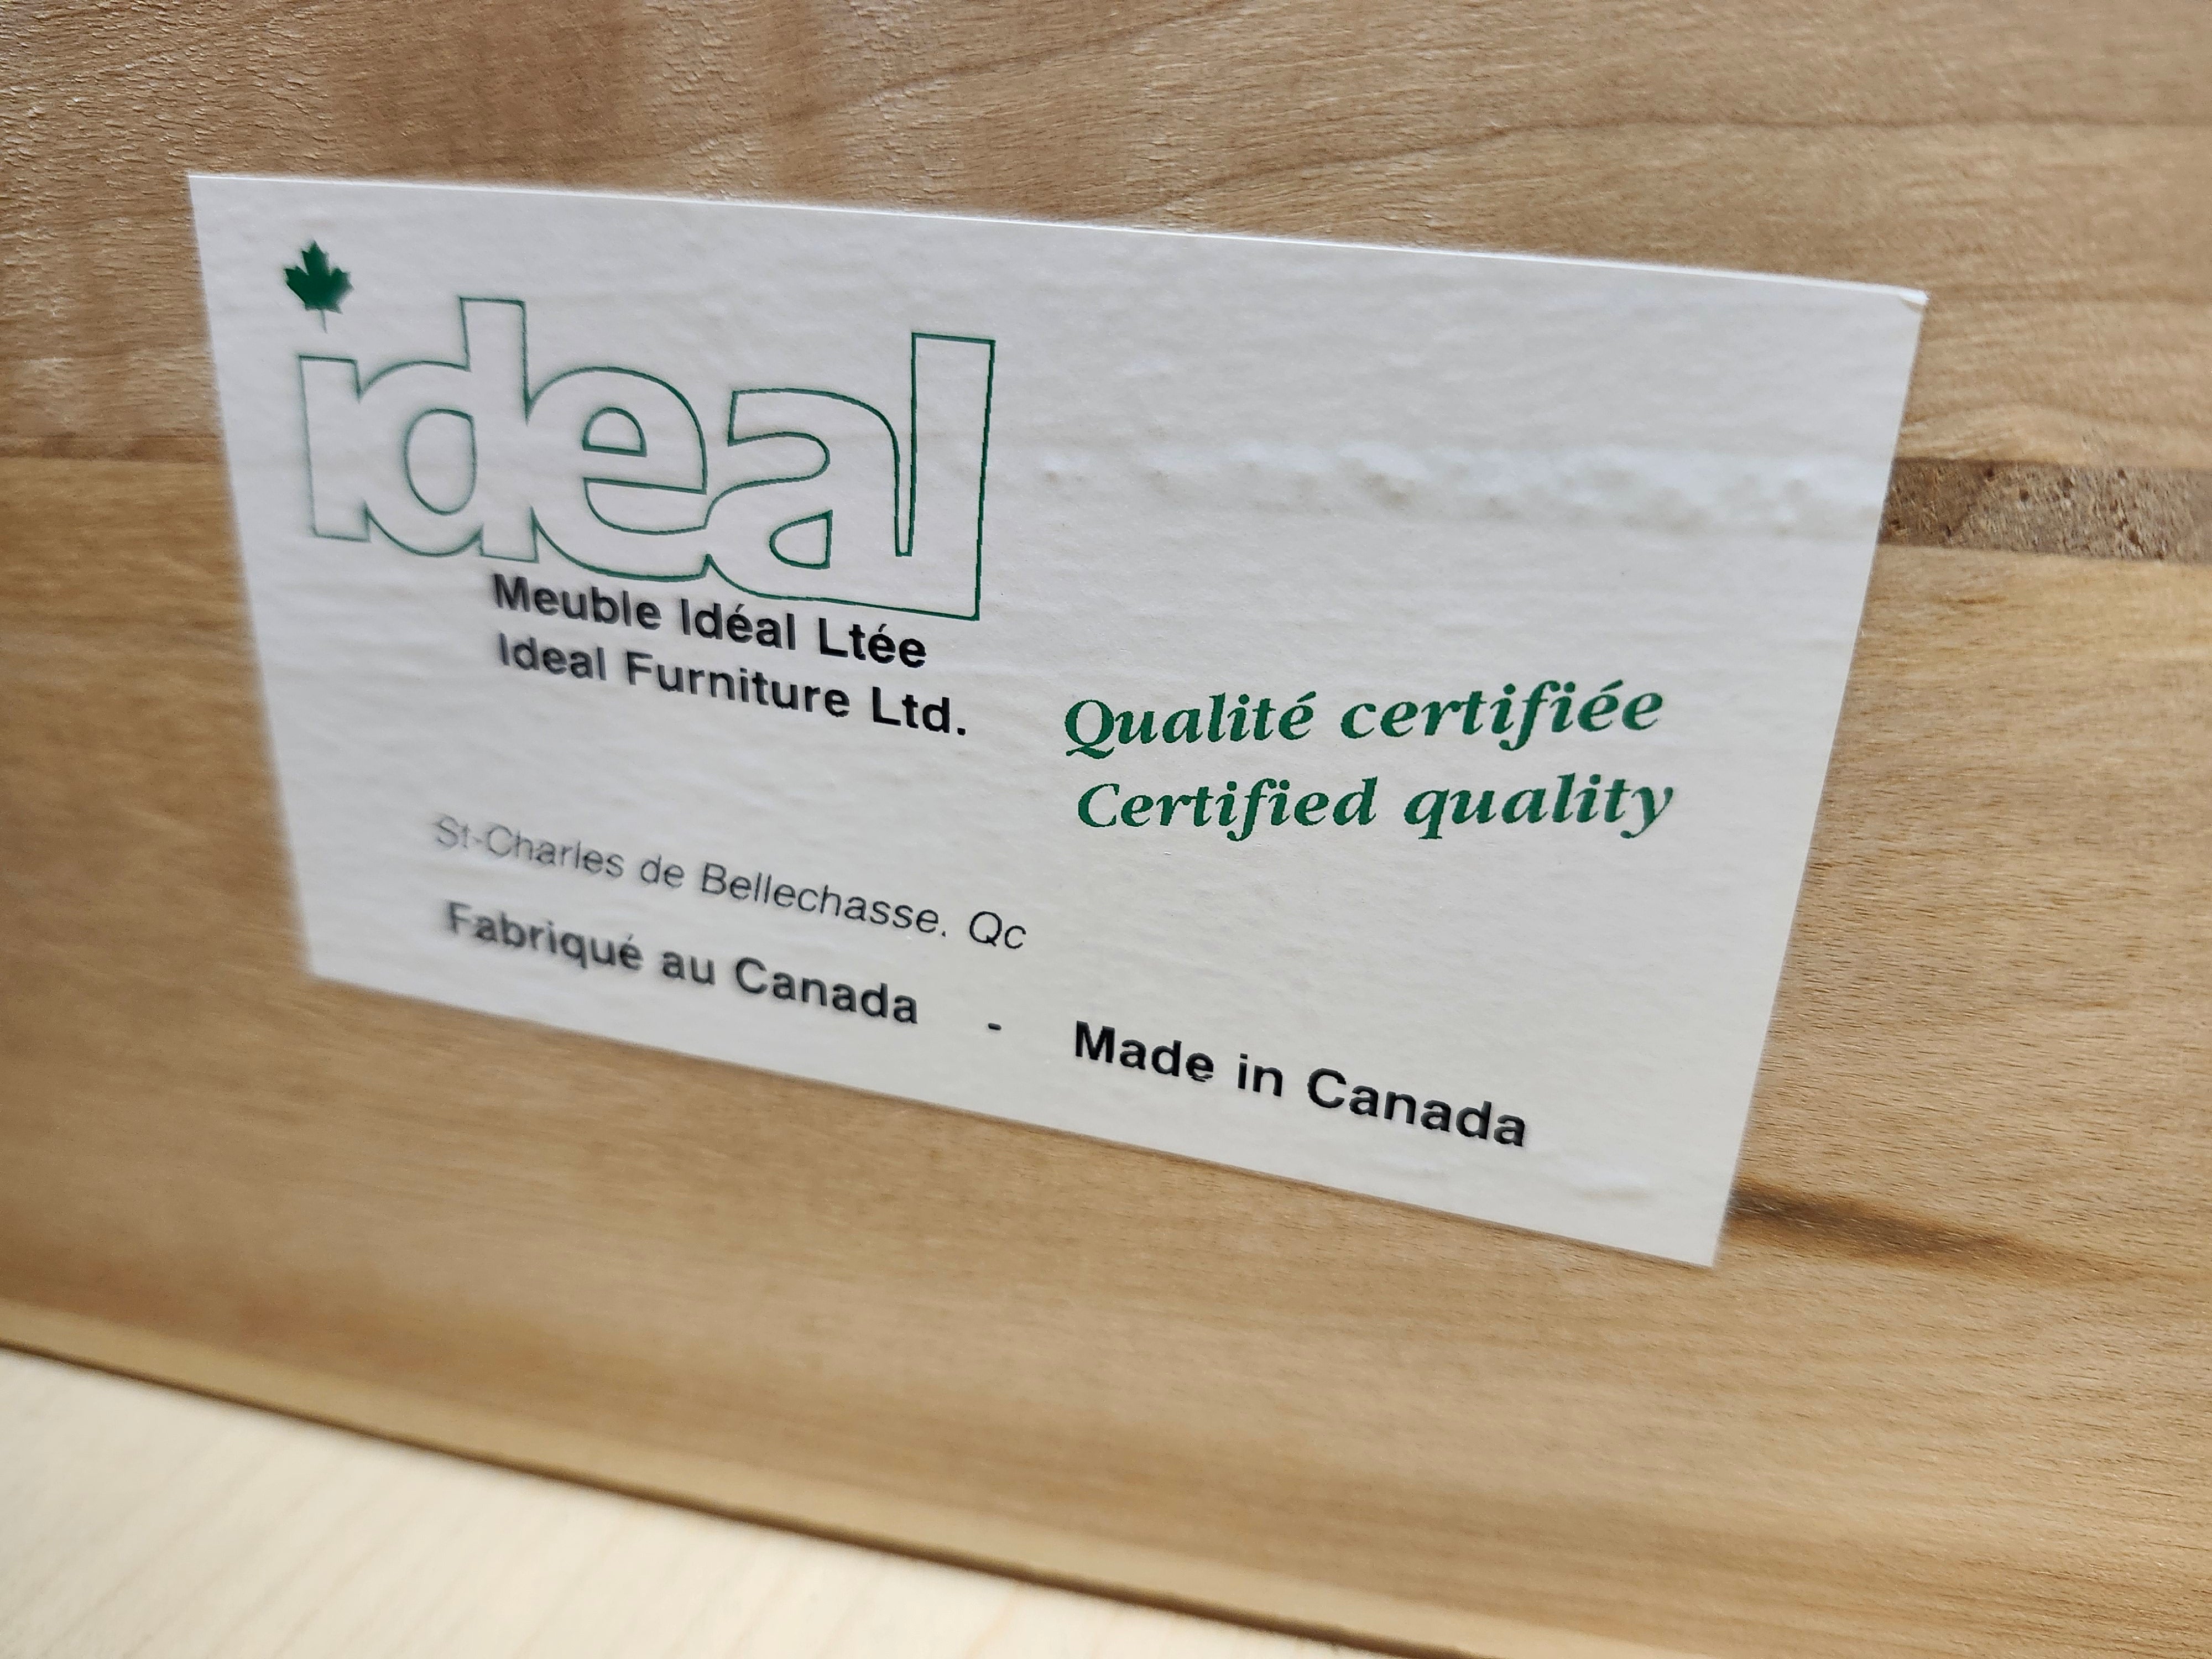 ideal
Meuble Idéal Ltée
Ideal Furniture Ltd.
Qualité certifiée
Certified quality
St-Charles de Bellechasse. Qc
Fabriqué au Canada - Made in Canada